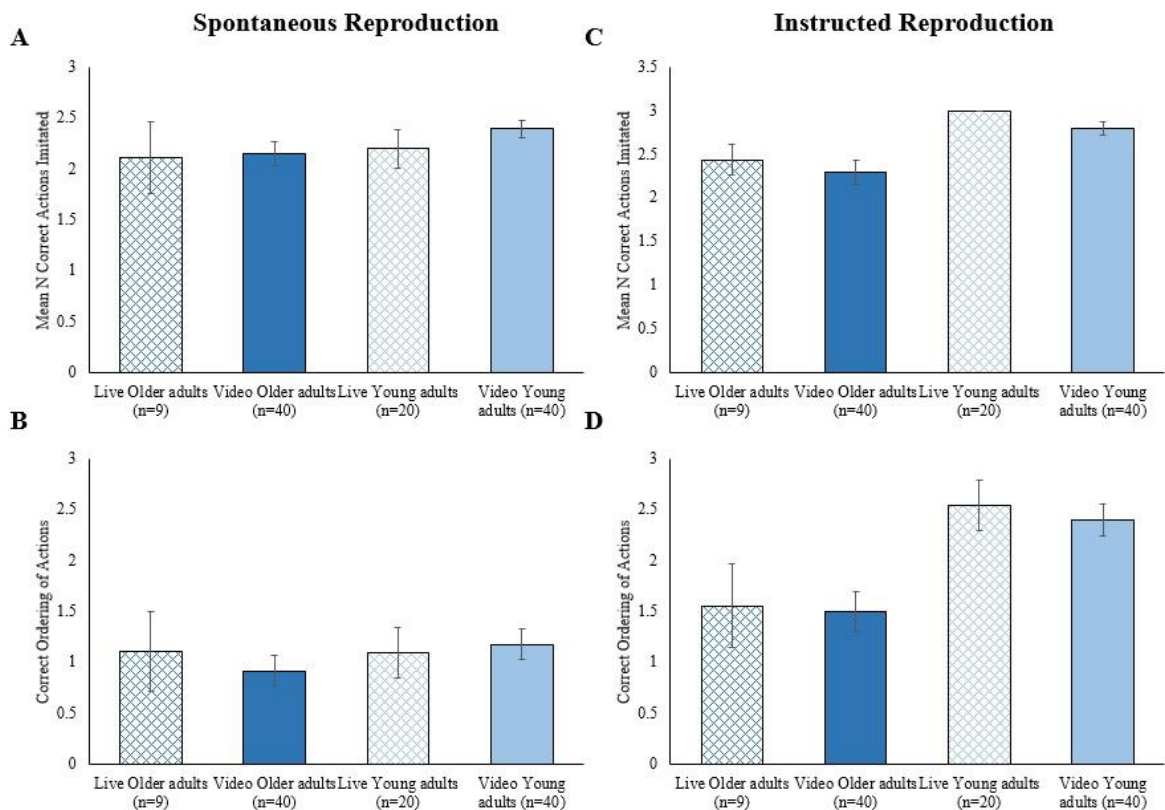 Spontaneous Reproduction
A
Mean N Correct Actions Imitated
3
2.5
2
1.5
1
0.5
0
Live Older adults
(n=9)
Video Older adults
(n=40)
Live Young adults
(n=20)
Video Young
adults (n=40)
B
Correct Ordering of Actions
3
2.5
2
1.5
1
0.5
0
Live Older adults
(n=9)
Video Older adults
(n=40)
Live Young adults
(n=20)
Video Young
adults (n=40)
Instructed Reproduction
C
Mean N Correct Actions Imitated
3.5
3
2.5
2
1.5
1
0.5
0
Live Older adults
(n=9)
Video Older adults
(n=40)
Live Young adults
(n=20)
Video Young
adults (n=40)
D
Correct Ordering of Actions
3
2.5
2
1.5
1
0.5
0
Live Older adults
(n=9)
Video Older adults
(n=40)
Live Young adults
(n=20)
Video Young
adults (n=40)